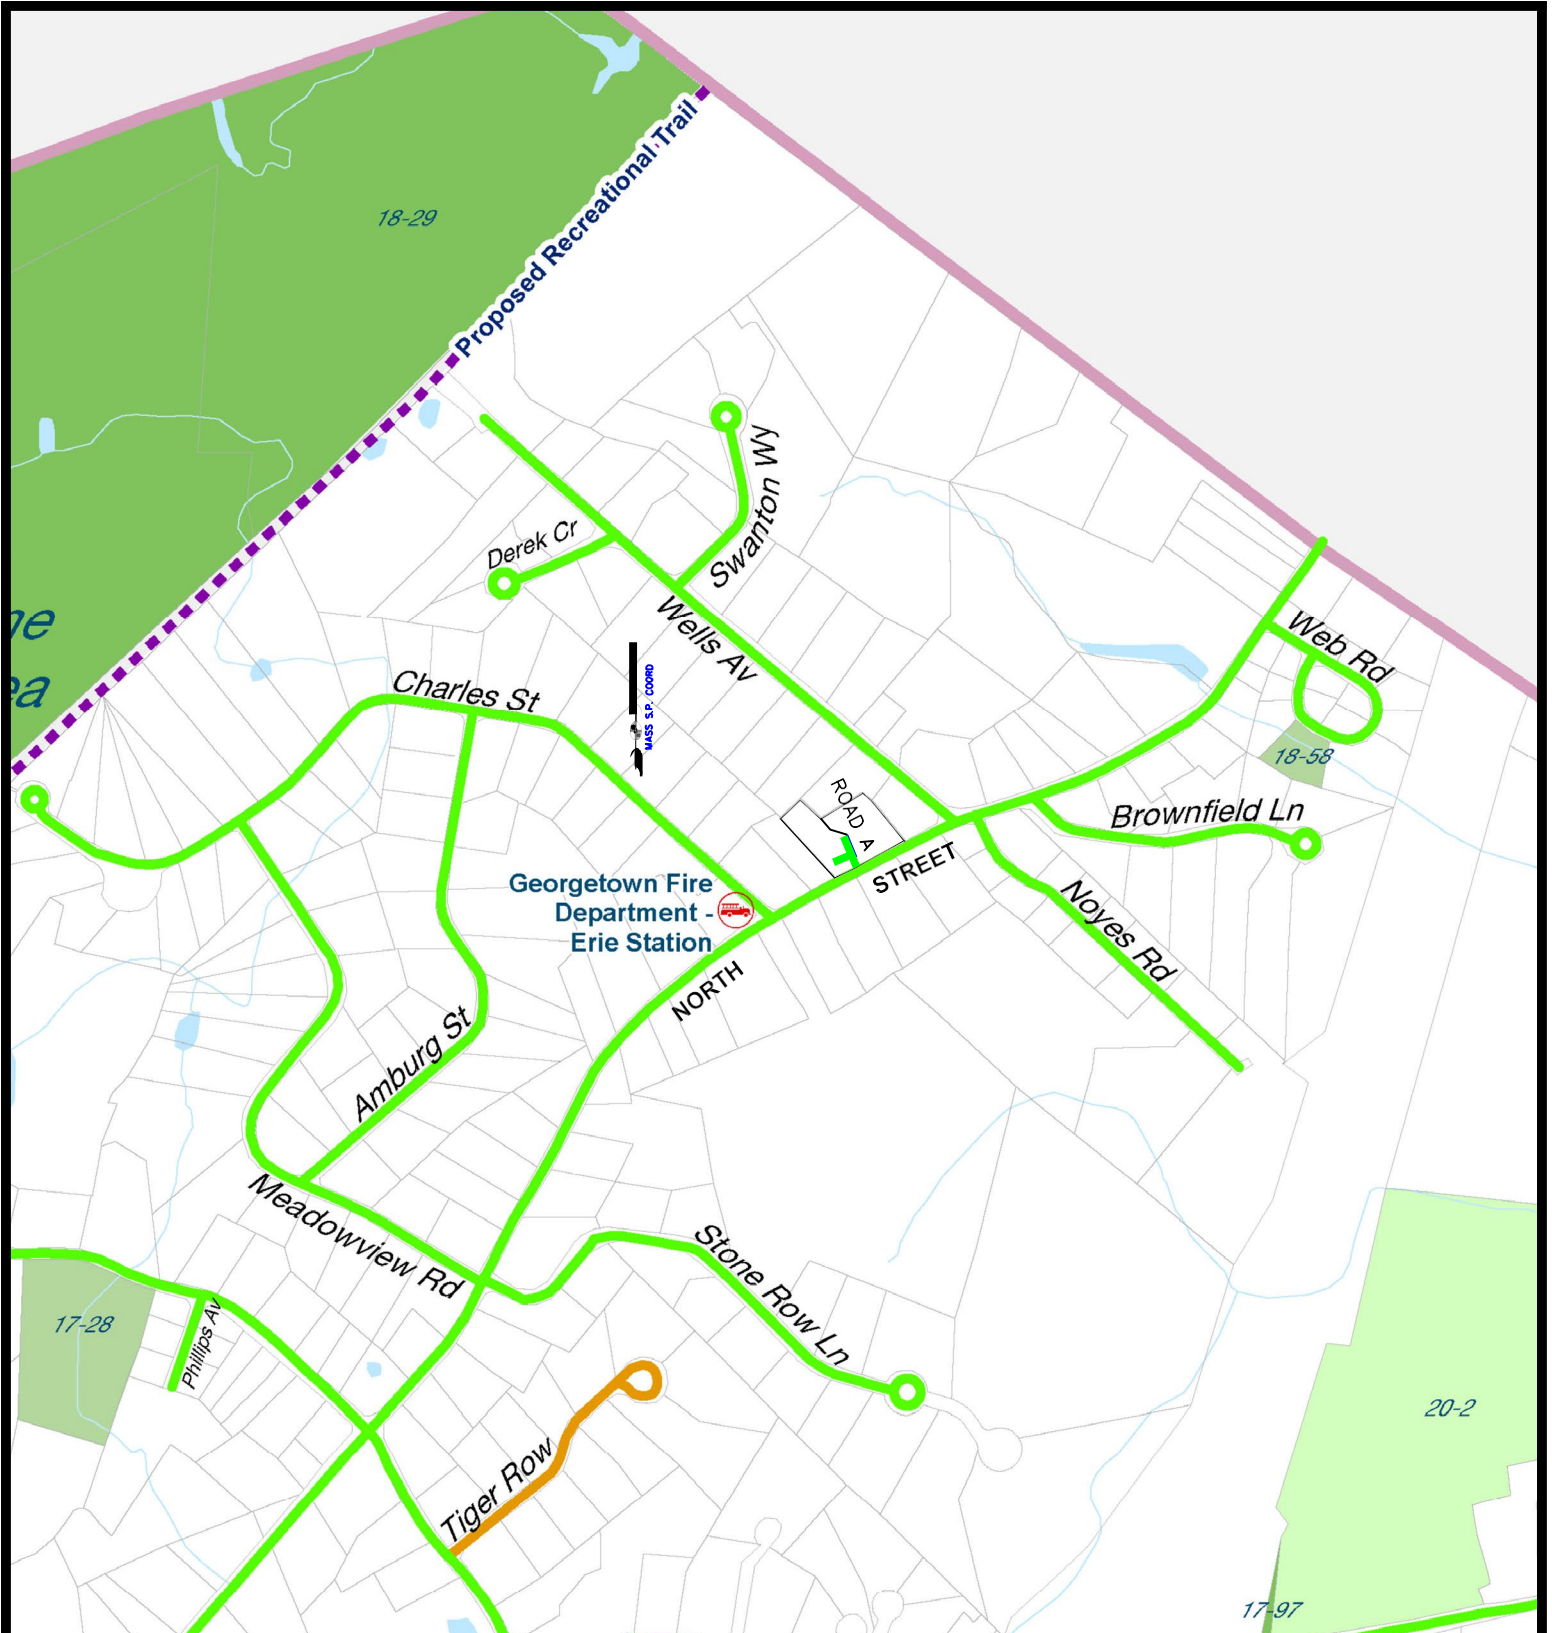 Proposed Recreational Trail
18-29
Swanton Wy
Derek Cr
ne
ea
Wells Av
Web Rd
Charles St
MASS S.P. COORD
18-58
ROAD A
Brownfield Ln
STREET
Georgetown Fire
Department -
Erie Station
Noyes Rd
NORTH
Amburg St
Meadowview Rd
Stone Row Ln
17-28
Phillips Av
20-2
Tiger Row
17-97